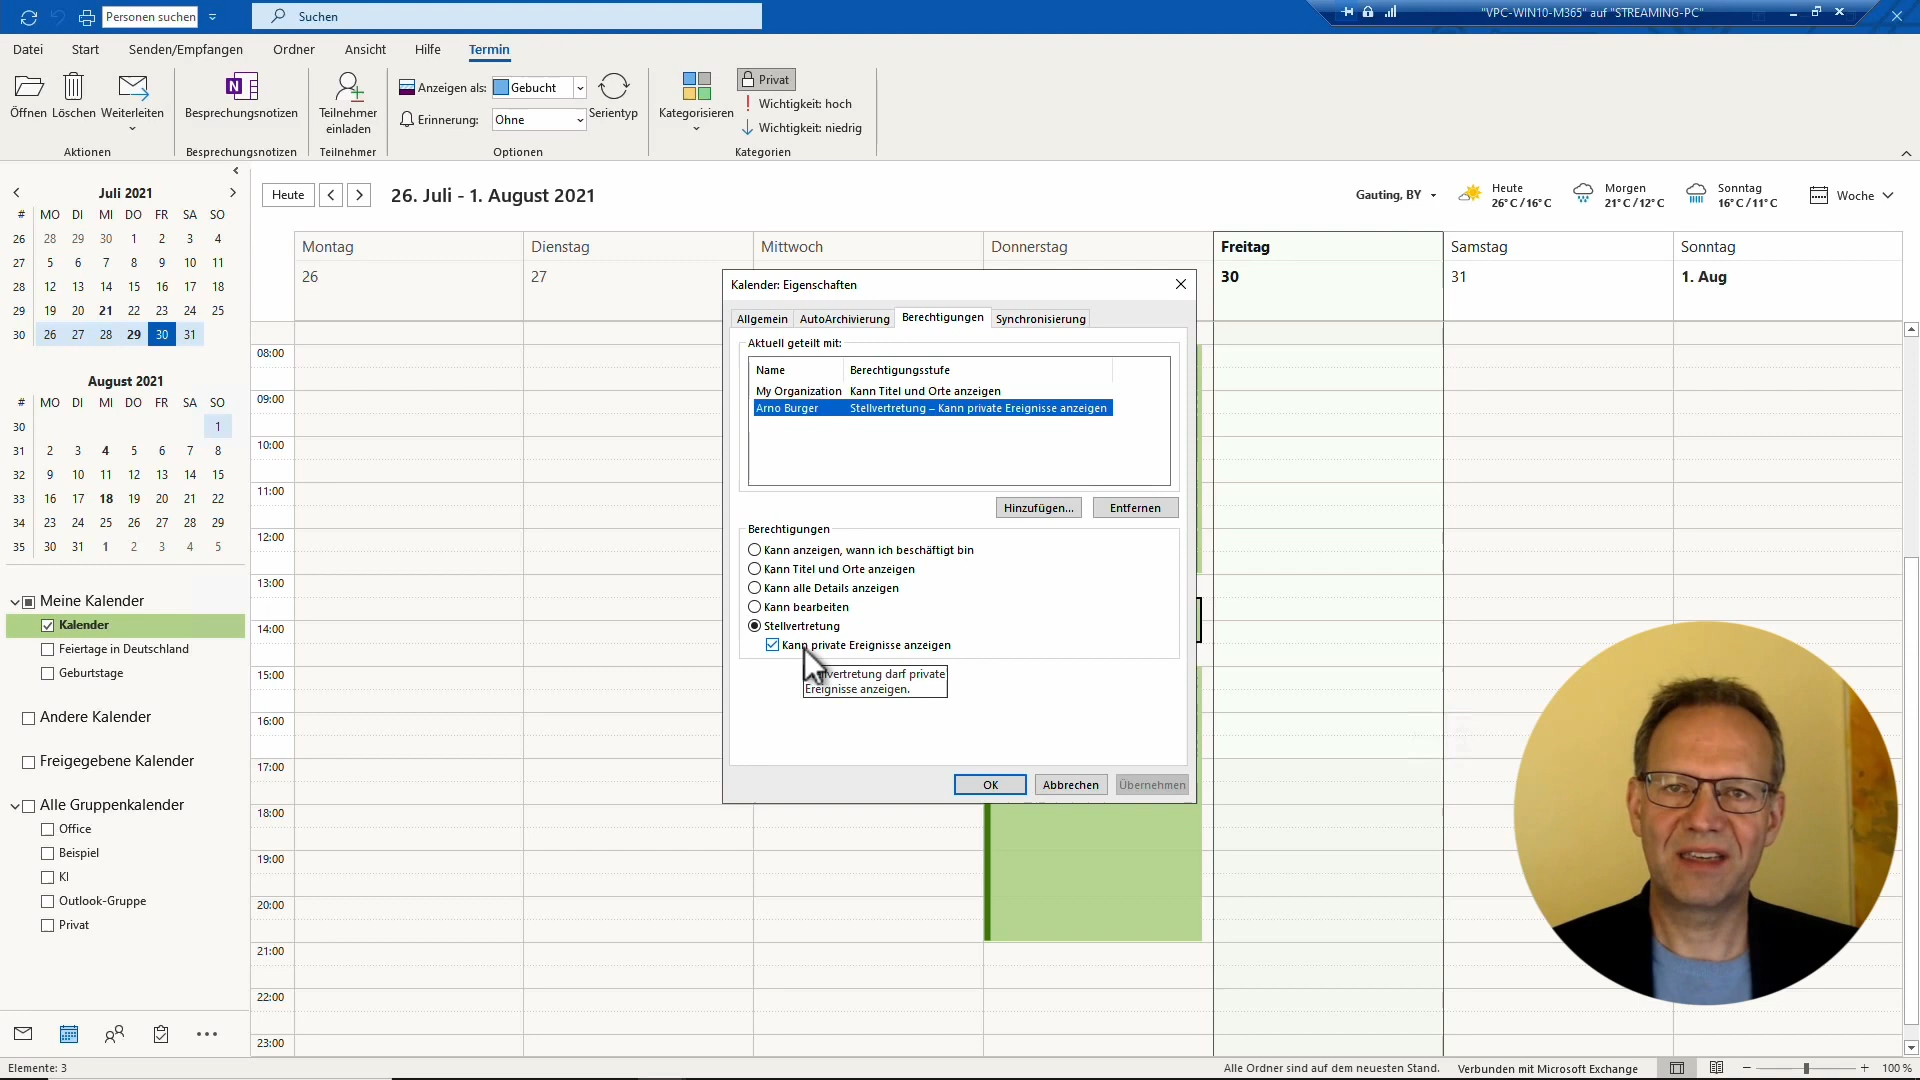 Personen suchen
Suchen
"VPC-WIN10-M365" auf "STREAMING-PC"
Datei Start Senden/Empfangen Ordner Ansicht Hilfe Termin
Öffnen Löschen Weiterleiten
Aktionen
N
Besprechungsnotizen
Besprechungsnotizen
Teilnehmer
einladen
Teilnehmer
Anzeigen als: Gebucht
Erinnerung: Ohne
Serientyp
Optionen
Kategorisieren
Privat
Wichtigkeit: hoch
Wichtigkeit: niedrig
Kategorien
Juli 2021
# MO DI MI DO FR SA SO
26 28 29 30 1 2 3 4
27 5 6 7 8 9 10 11
28 12 13 14 15 16 17 18
29 19 20 21 22 23 24 25
30 26 27 28 29 30 31
August 2021
# MO DI MI DO FR SA SO
30 1
31 2 3 4 5 6 7 8
32 9 10 11 12 13 14 15
33 16 17 18 19 20 21 22
34 23 24 25 26 27 28 29
35 30 31 1 2 3 4 5
Meine Kalender
Kalender
Feiertage in Deutschland
Geburtstage
Andere Kalender
Freigegebene Kalender
Alle Gruppenkalender
Office
Beispiel
KI
Outlook-Gruppe
Privat
Heute 26. Juli - 1. August 2021
Gauting, BY
Heute
26° C / 16° C
Morgen
21° C / 12° C
Sonntag
16° C / 11° C
Woche
Montag Dienstag Mittwoch Donnerstag Freitag Samstag Sonntag
26 27 30 31 1. Aug
08:00
09:00
10:00
11:00
12:00
13:00
14:00
15:00
16:00
17:00
18:00
19:00
20:00
21:00
22:00
23:00
Kalender: Eigenschaften
Allgemein AutoArchivierung Berechtigungen Synchronisierung
Aktuell geteilt mit:
Name Berechtigungsstufe
My Organization Kann Titel und Orte anzeigen
Arno Burger Stellvertretung – Kann private Ereignisse anzeigen
Hinzufügen... Entfernen
Berechtigungen
Kann anzeigen, wann ich beschäftigt bin
Kann Titel und Orte anzeigen
Kann alle Details anzeigen
Kann bearbeiten
Stellvertretung
Kann private Ereignisse anzeigen
darf private
Ereignisse anzeigen.
OK Abbrechen Übernehmen
Elemente: 3
Alle Ordner sind auf dem neuesten Stand. Verbunden mit Microsoft Exchange
100 %